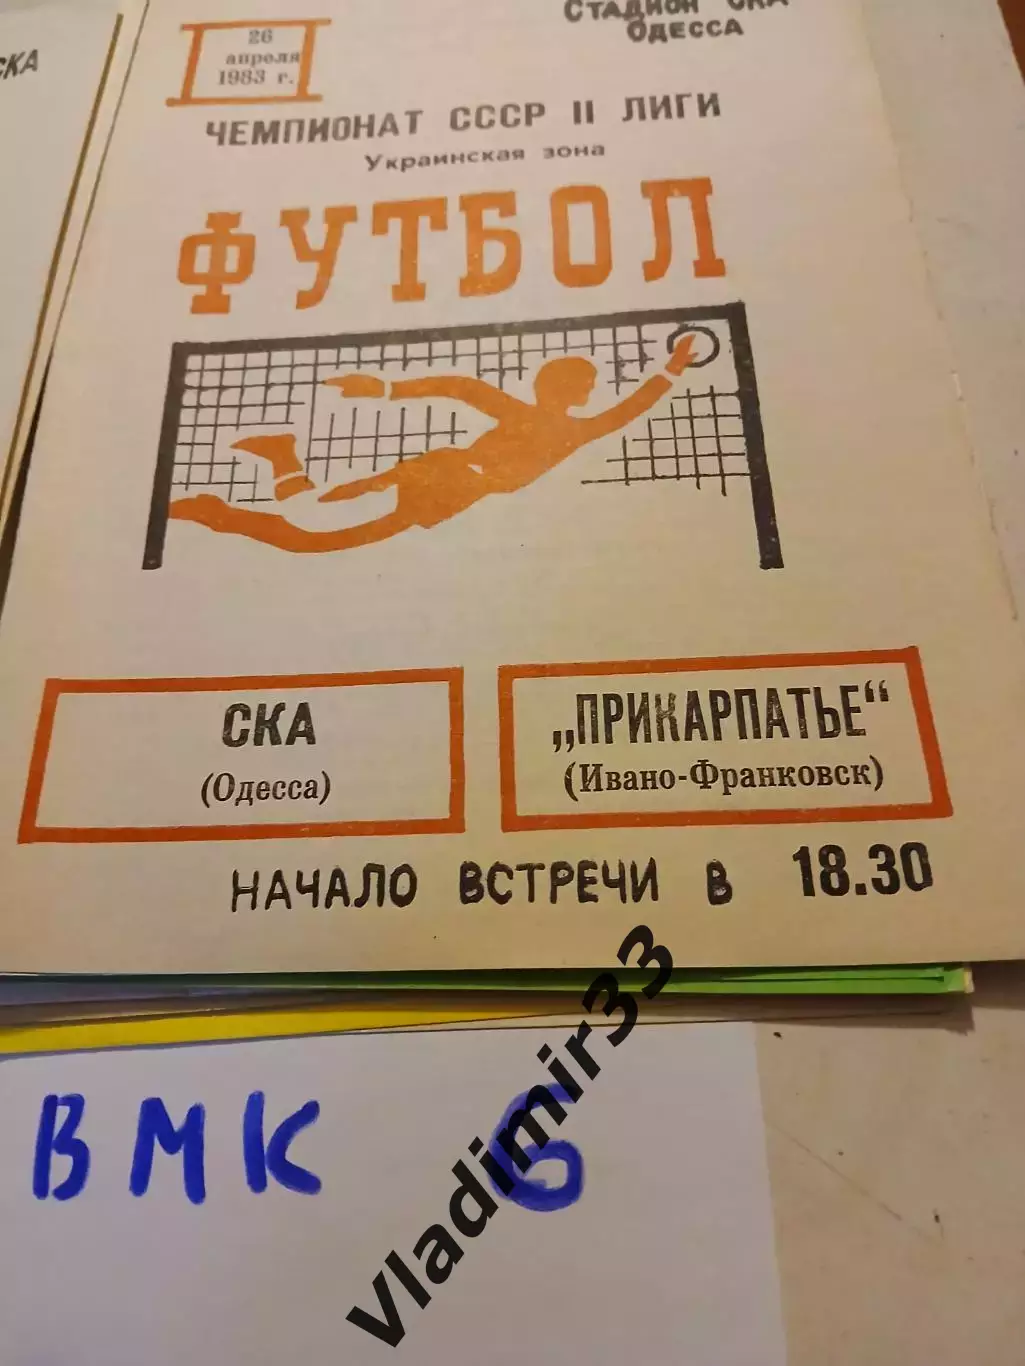 СКА
СТАДИОН СКА
ОДЕССА
26
апреля
1983 г.
ЧЕМПИОНАТ СССР II ЛИГИ
Украинская зона
ФУТБОЛ
СКА
(Одесса)
„ПРИКАРПАТЬЕ“
(Ивано-Франковск)
НАЧАЛО ВСТРЕЧИ В 18.30
ВМК 6
Vladimir33